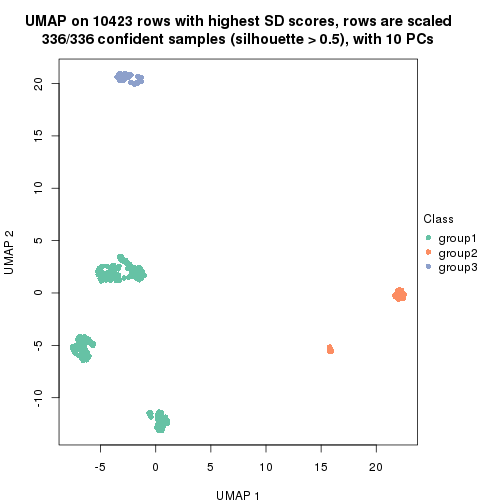 UMAP on 10423 rows with highest SD scores, rows are scaled
336/336 confident samples (silhouette > 0.5), with 10 PCs
20
15
10
5
0
-5
-10
UMAP 2
-5
0
5
10
15
20
UMAP 1
Class
group1
group2
group3